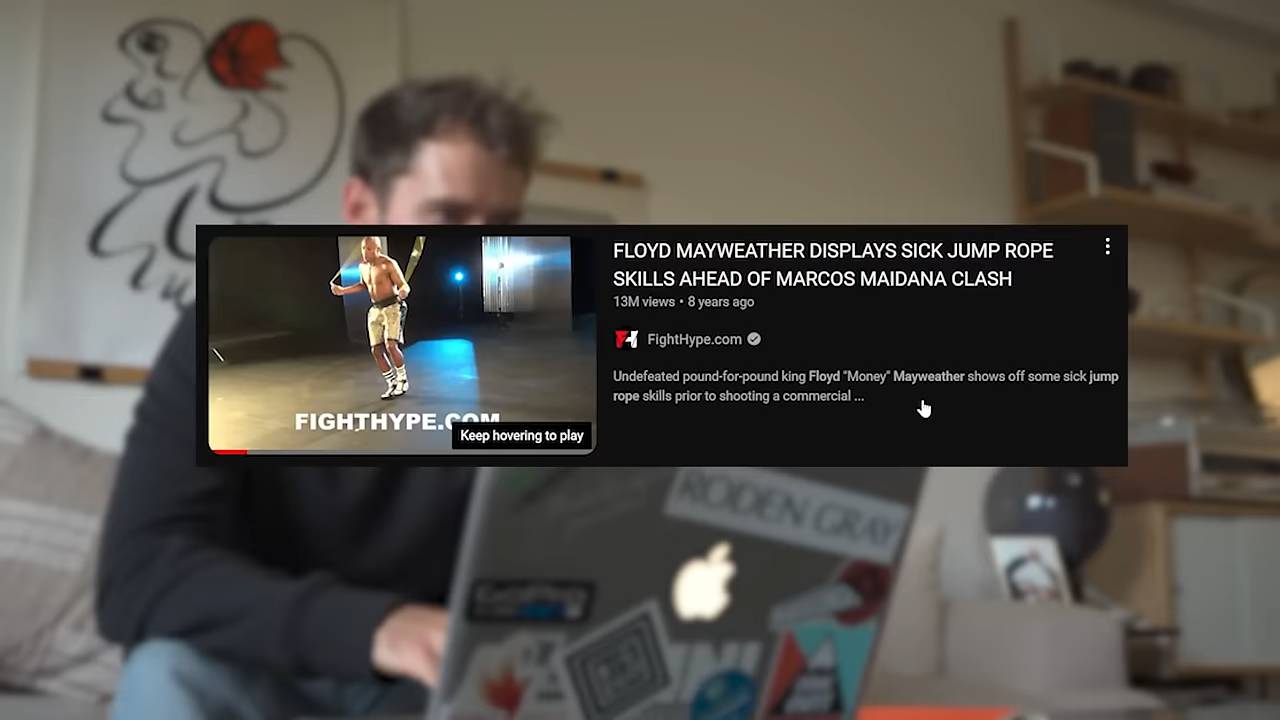 FLOYD MAYWEATHER DISPLAYS SICK JUMP ROPE
SKILLS AHEAD OF MARCOS MAIDANA CLASH
13M views • 8 years ago
FightHype.com
Undefeated pound-for-pound king Floyd "Money" Mayweather shows off some sick jump
rope skills prior to shooting a commercial ...
FIGHTHYPE.COM
Keep hovering to play
RODEN GRAY